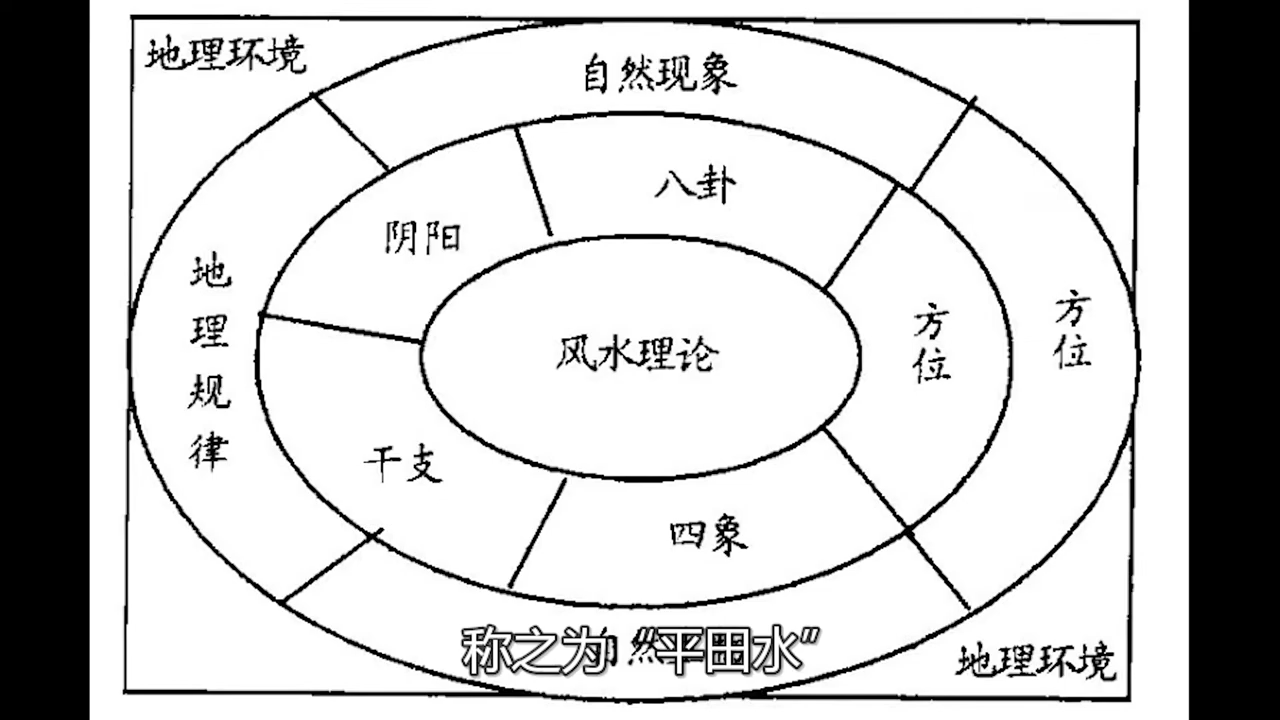 地理环境
自然现象
八卦
阴阳
地理规律
风水理论
方位
方位
干支
四象
称之为“平田水”
地理环境